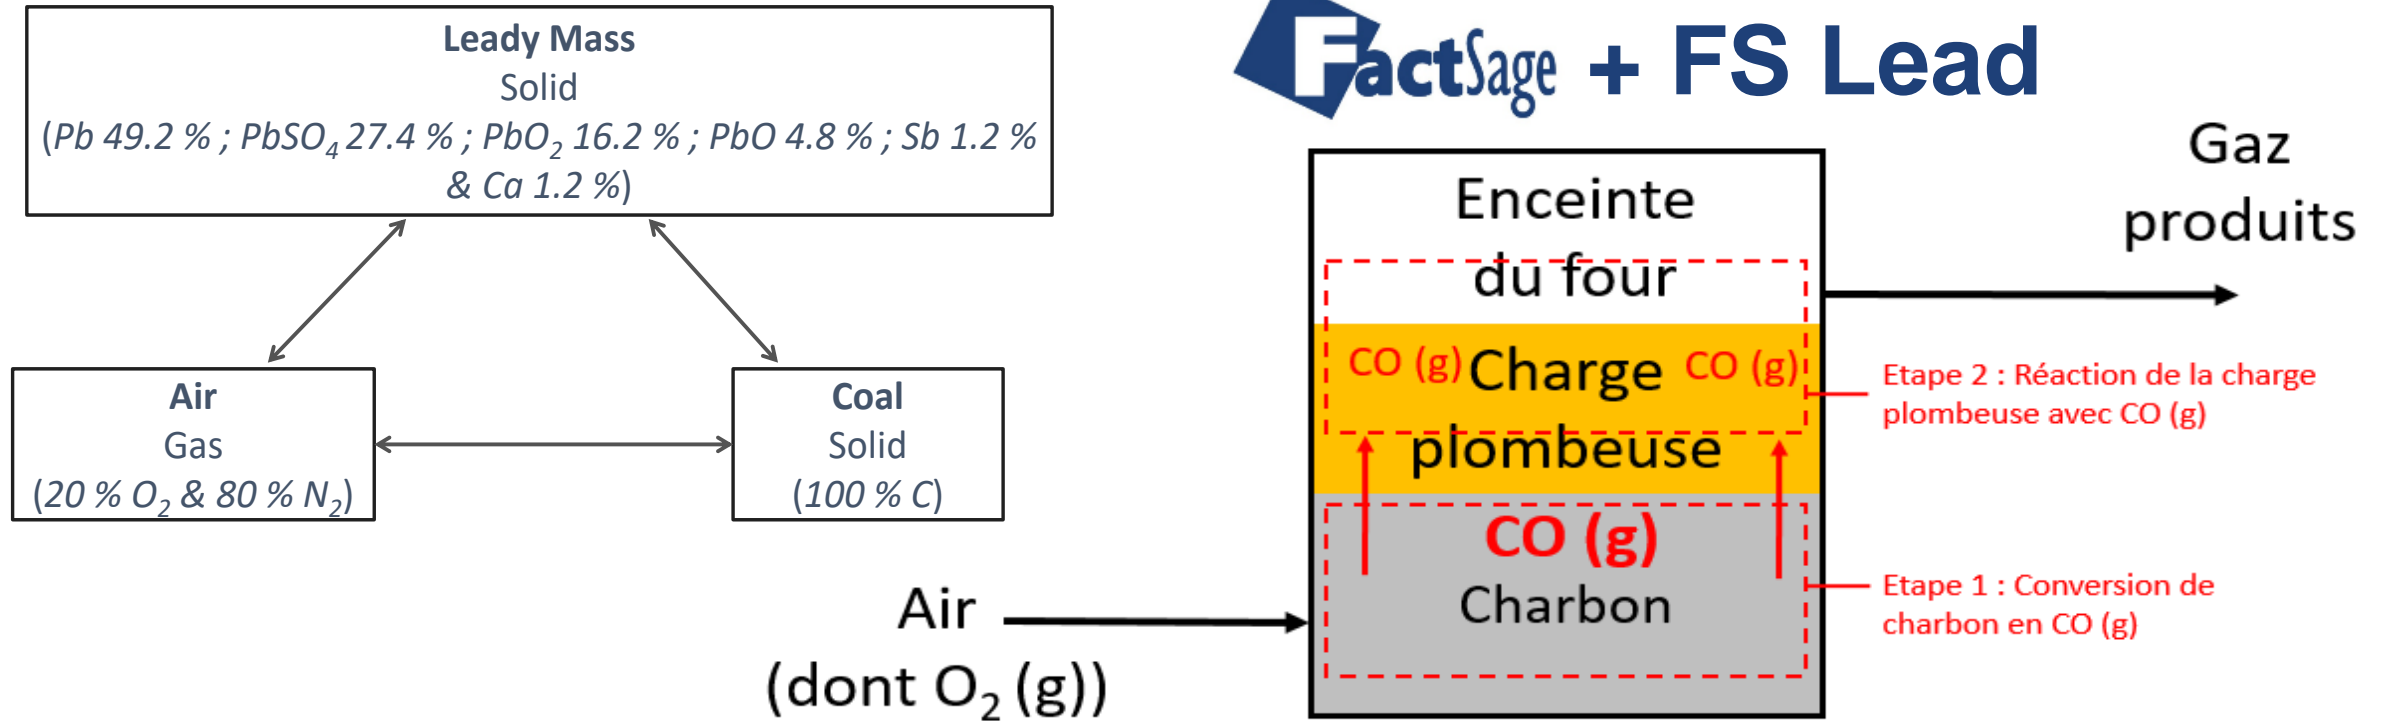 Leady Mass
Solid
(Pb 49.2 % ; PbSO4 27.4 % ; PbO2 16.2 % ; PbO 4.8 % ; Sb 1.2 %
& Ca 1.2 %)
Air
Gas
(20 % O2 & 80 % N2)
Coal
Solid
(100 % C)
FactSage + FS Lead
Enceinte
du four
CO (g) Charge CO (g)
plombeuse
CO (g)
Charbon
Air
(dont O2 (g))
Gaz
produits
Etape 2 : Réaction de la charge
plombeuse avec CO (g)
Etape 1 : Conversion de
charbon en CO (g)